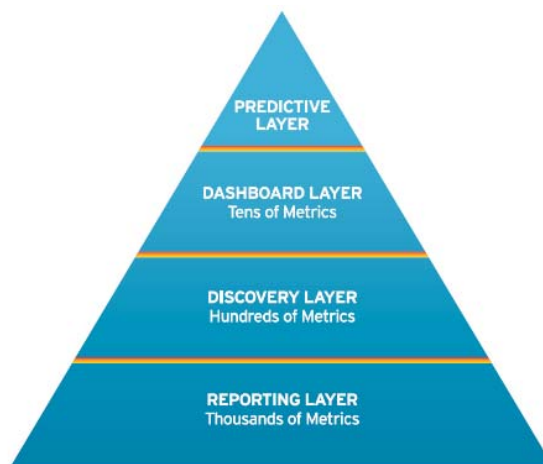 PREDICTIVE
LAYER
DASHBOARD LAYER
Tens of Metrics
DISCOVERY LAYER
Hundreds of Metrics
REPORTING LAYER
Thousands of Metrics